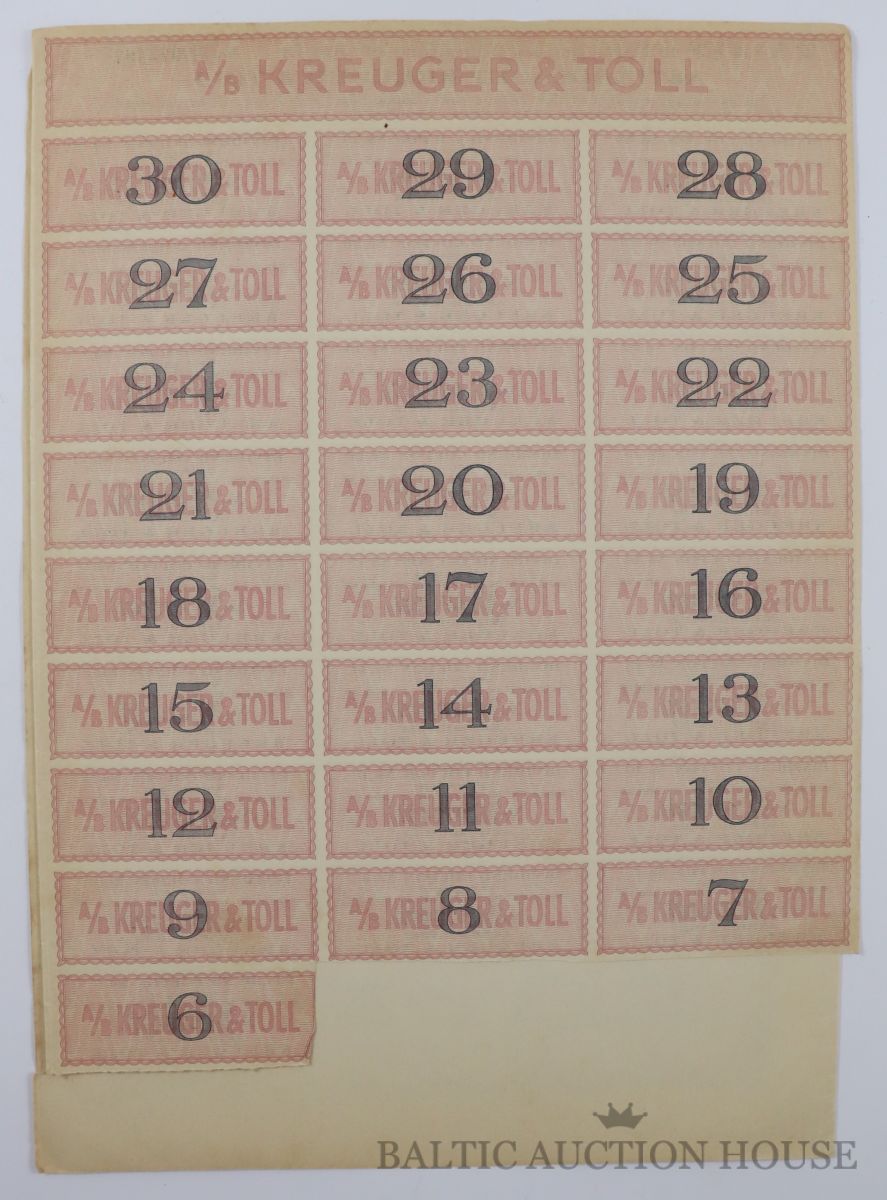 A/B KREUGER & TOLL
A/B KREUGER & TOLL 30 A/B KREUGER & TOLL 29 A/B KREUGER & TOLL 28
A/B KREUGER & TOLL 27 A/B KREUGER & TOLL 26 A/B KREUGER & TOLL 25
A/B KREUGER & TOLL 24 A/B KREUGER & TOLL 23 A/B KREUGER & TOLL 22
A/B KREUGER & TOLL 21 A/B KREUGER & TOLL 20 A/B KREUGER & TOLL 19
A/B KREUGER & TOLL 18 A/B KREUGER & TOLL 17 A/B KREUGER & TOLL 16
A/B KREUGER & TOLL 15 A/B KREUGER & TOLL 14 A/B KREUGER & TOLL 13
A/B KREUGER & TOLL 12 A/B KREUGER & TOLL 11 A/B KREUGER & TOLL 10
A/B KREUGER & TOLL 9 A/B KREUGER & TOLL 8 A/B KREUGER & TOLL 7
A/B KREUGER & TOLL 6
BALTIC AUCTION HOUSE